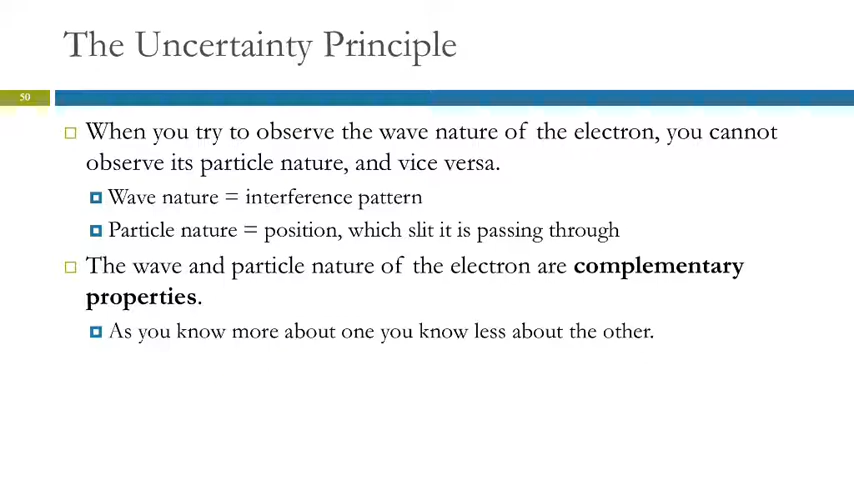 The Uncertainty Principle
50
When you try to observe the wave nature of the electron, you cannot
observe its particle nature, and vice versa.
Wave nature = interference pattern
Particle nature = position, which slit it is passing through
The wave and particle nature of the electron are complementary
properties.
As you know more about one you know less about the other.